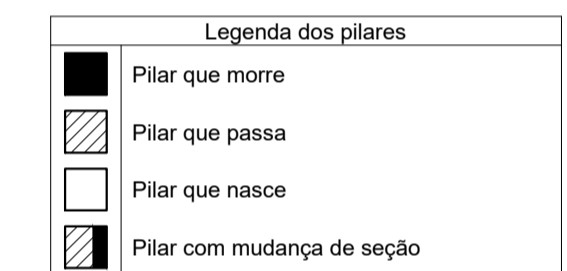 Legenda dos pilares
Pilar que morre
Pilar que passa
Pilar que nasce
Pilar com mudança de seção